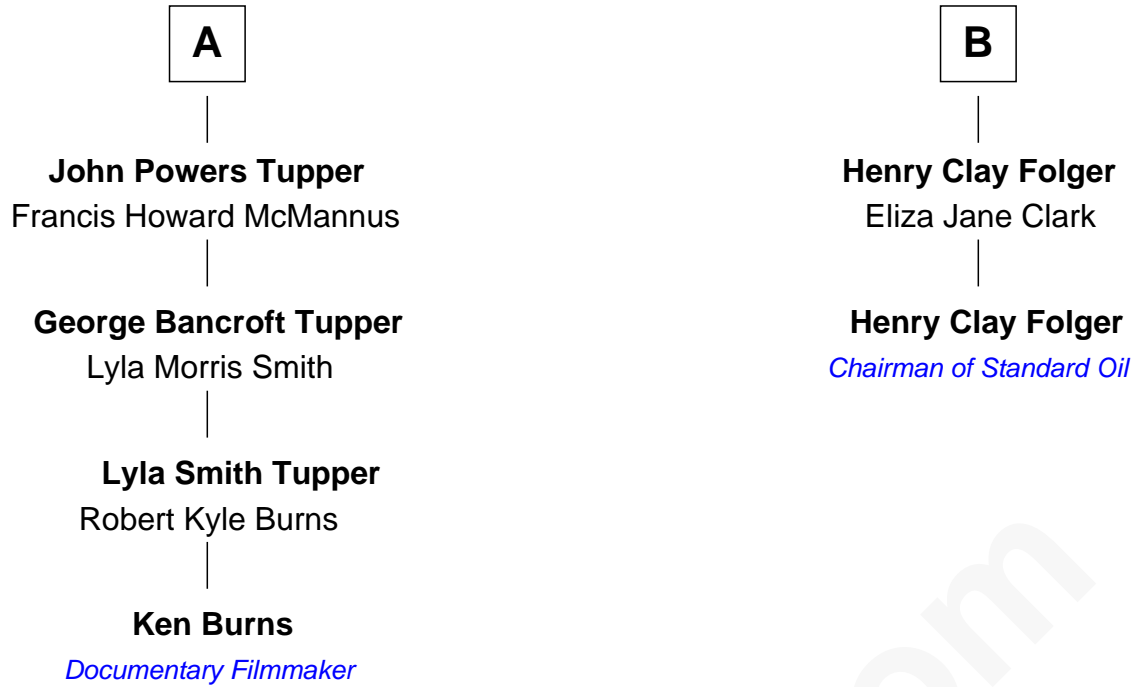 A
John Powers Tupper
Francis Howard McMannus
George Bancroft Tupper
Lyla Morris Smith
Lyla Smith Tupper
Robert Kyle Burns
Ken Burns
Documentary Filmmaker
B
Henry Clay Folger
Eliza Jane Clark
Henry Clay Folger
Chairman of Standard Oil
om